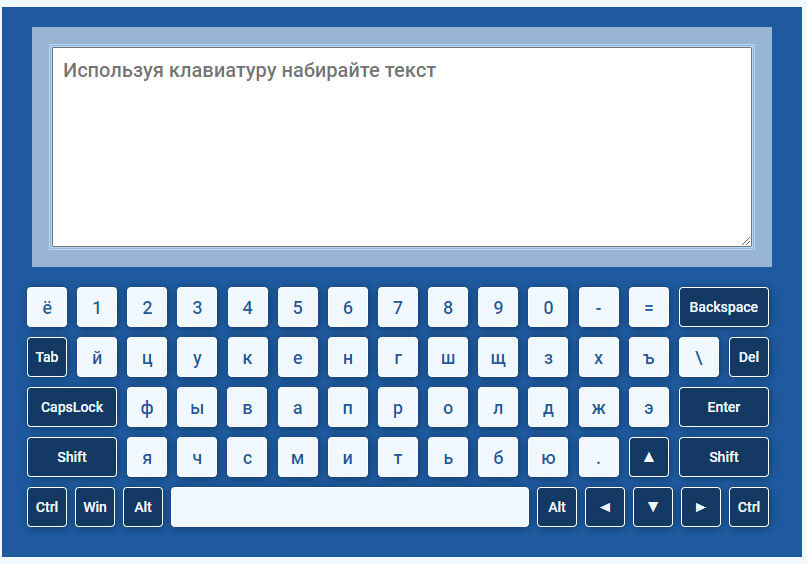 Используя клавиатуру набирайте текст
ё 1 2 3 4 5 6 7 8 9 0 - = Backspace
Tab й ц у к е н г ш щ з х ъ \ Del
CapsLock ф ы в а п р о л д ж э Enter
Shift я ч с м и т ь б ю . ▲ Shift
Ctrl Win Alt Alt ◄ ▼ ► Ctrl